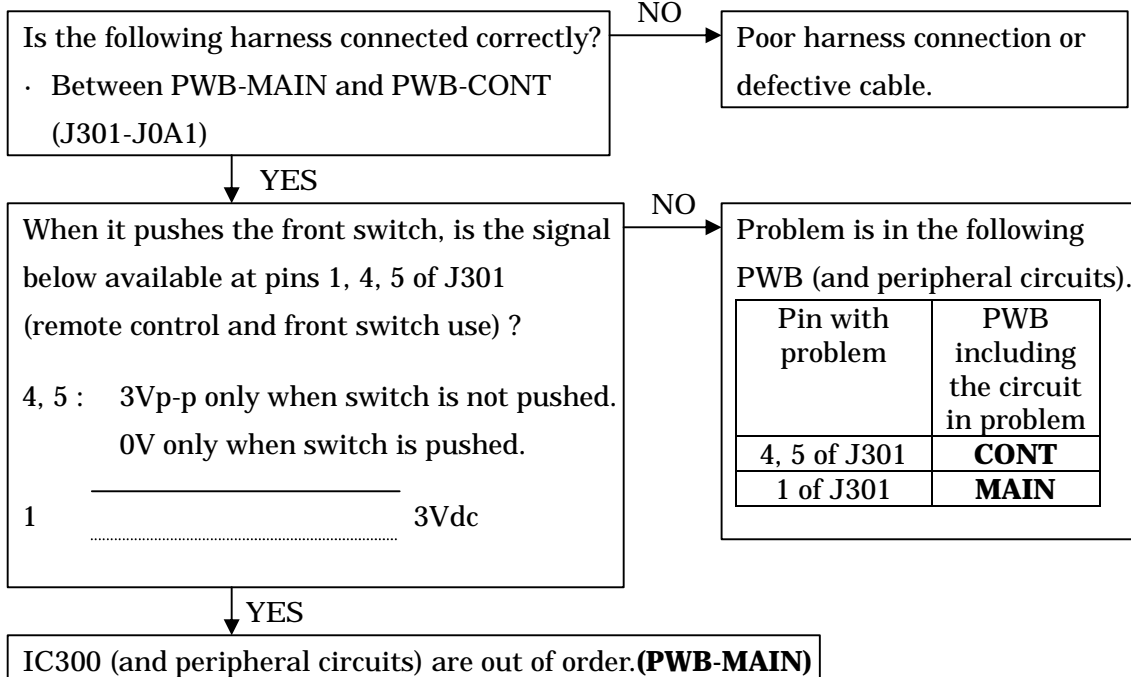 Is the following harness connected correctly?
· Between PWB-MAIN and PWB-CONT
(J301-J0A1)
NO
Poor harness connection or
defective cable.
YES
When it pushes the front switch, is the signal
below available at pins 1, 4, 5 of J301
(remote control and front switch use) ?
4, 5 : 3Vp-p only when switch is not pushed.
0V only when switch is pushed.
1 3Vdc
NO
Problem is in the following
PWB (and peripheral circuits).
Pin with
problem
PWB
including
the circuit
in problem
4, 5 of J301 CONT
1 of J301 MAIN
YES
IC300 (and peripheral circuits) are out of order.(PWB-MAIN)